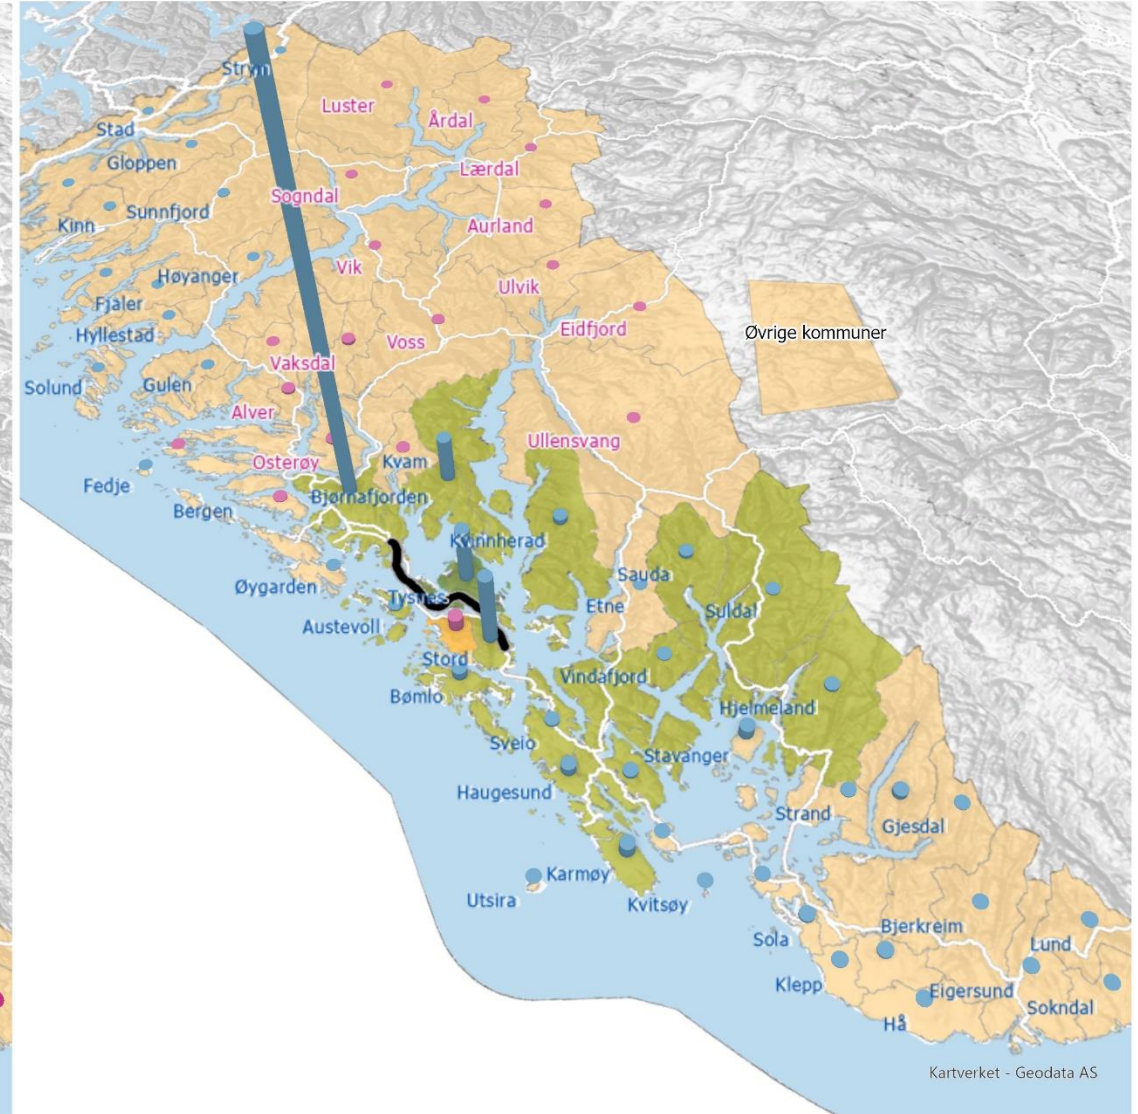 Stryn
Luster
Årdal
Stad
Gloppen
Lærdal
Sogndal
Sunnfjord
Kinn
Aurland
Vik
Høyanger
Ulvik
Fjaler
Eidfjord
Øvrige kommuner
Hyllestad
Voss
Vaksdal
Solund
Gulen
Alver
Ullensvang
Osterøy
Kvam
Fedje
Bjørnafjorden
Bergen
Kvinnherad
Øygarden
Sauda
Tysnes
Etne
Suldal
Austevoll
Stord
Vindafjord
Bømlo
Hjelmeland
Sveio
Stavanger
Haugesund
Strand
Gjesdal
Karmøy
Utsira
Kvitsøy
Bjerkreim
Sola
Lund
Klepp
Eigersund
Sokndal
Hå
Kartverket - Geodata AS